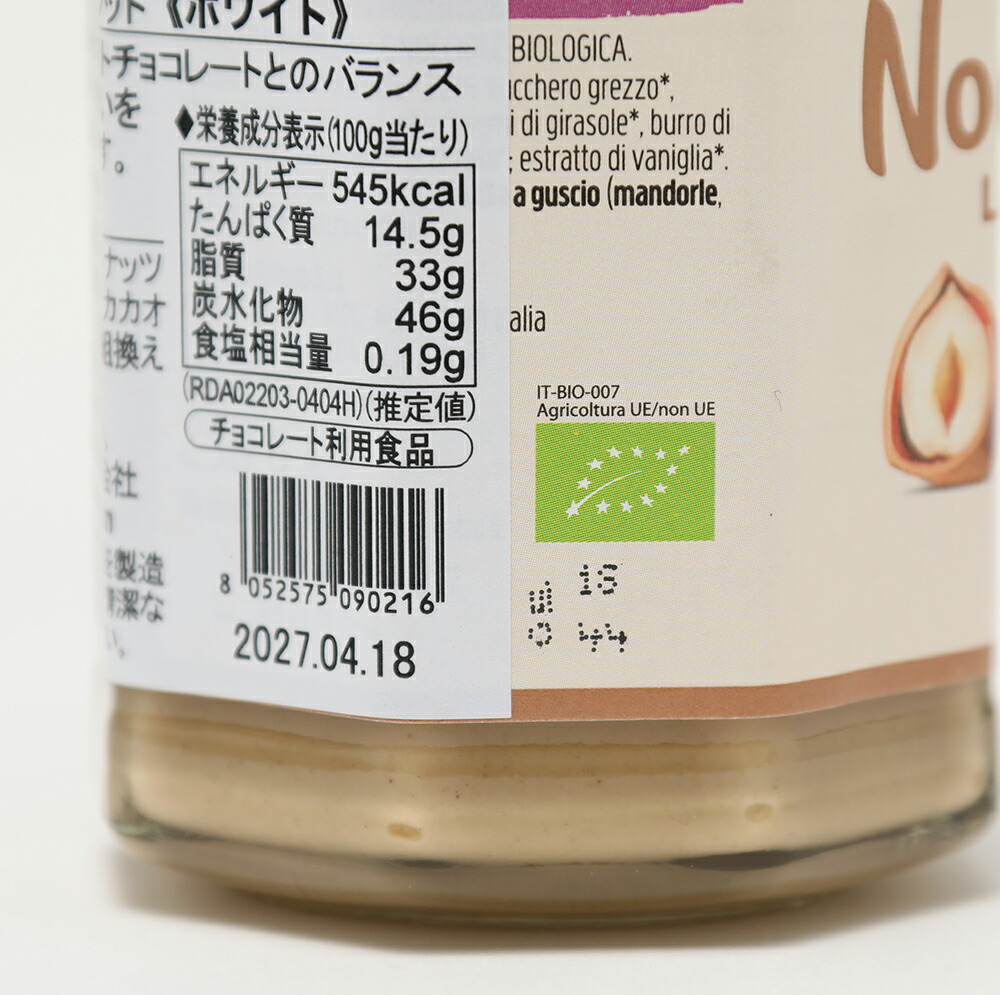 《ホワイト》
チョコレートとのバランス
いを
す。
◆栄養成分表示(100g当たり)
エネルギー 545kcal
たんぱく質 14.5g
脂質 33g
炭水化物 46g
食塩相当量 0.19g
(RDA02203-0404H)(推定値)
チョコレート利用食品
ナッツ
カカオ
換え
会社
製造
潔な
い。
8 052575 090216
2027.04.18
BIOLOGICA.
ucchero grezzo*,
i di girasole*, burro di
; estratto di vaniglia*.
a guscio (mandorle,
alia
IT-BIO-007
Agricoltura UE/non UE
No
L